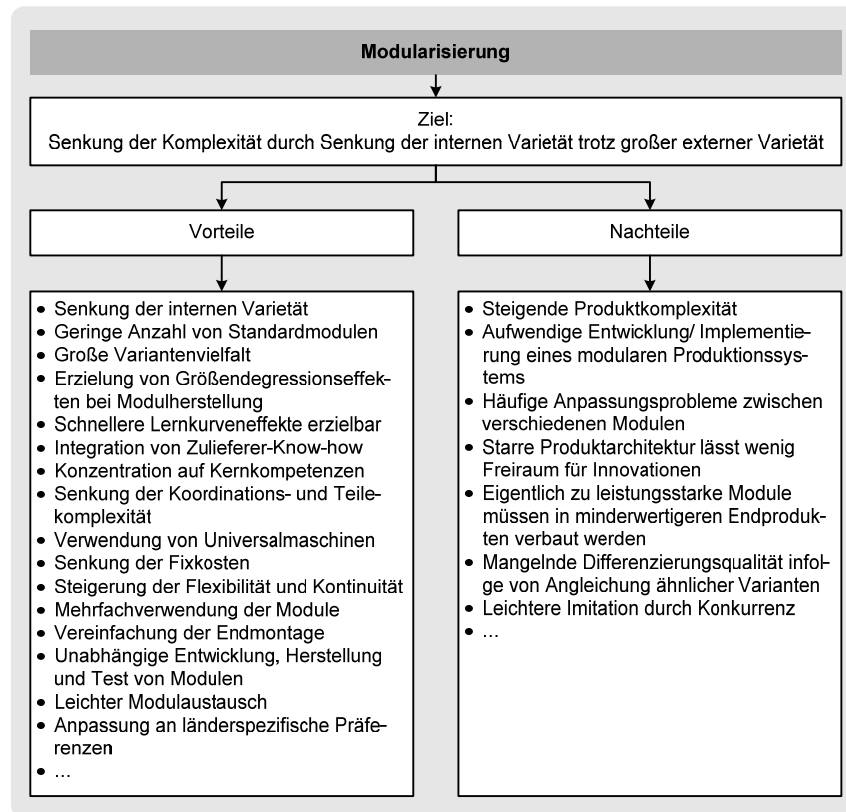 Modularisierung
Ziel:
Senkung der Komplexität durch Senkung der internen Varietät trotz großer externer Varietät
Vorteile
• Senkung der internen Varietät
• Geringe Anzahl von Standardmodulen
• Große Variantenvielfalt
• Erzielung von Größendegressionseffek-
ten bei Modulherstellung
• Schnellere Lernkurveneffekte erzielbar
• Integration von Zulieferer-Know-how
• Konzentration auf Kernkompetenzen
• Senkung der Koordinations- und Teile-
komplexität
• Verwendung von Universalmaschinen
• Senkung der Fixkosten
• Steigerung der Flexibilität und Kontinuität
• Mehrfachverwendung der Module
• Vereinfachung der Endmontage
• Unabhängige Entwicklung, Herstellung
und Test von Modulen
• Leichter Modulaustausch
• Anpassung an länderspezifische Präfe-
renzen
• ...
Nachteile
• Steigende Produktkomplexität
• Aufwendige Entwicklung/ Implementie-
rung eines modularen Produktionssys-
tems
• Häufige Anpassungsprobleme zwischen
verschiedenen Modulen
• Starre Produktarchitektur lässt wenig
Freiraum für Innovationen
• Eigentlich zu leistungsstarke Module
müssen in minderwertigeren Endproduk-
ten verbaut werden
• Mangelnde Differenzierungsqualität infol-
ge von Angleichung ähnlicher Varianten
• Leichtere Imitation durch Konkurrenz
• ...